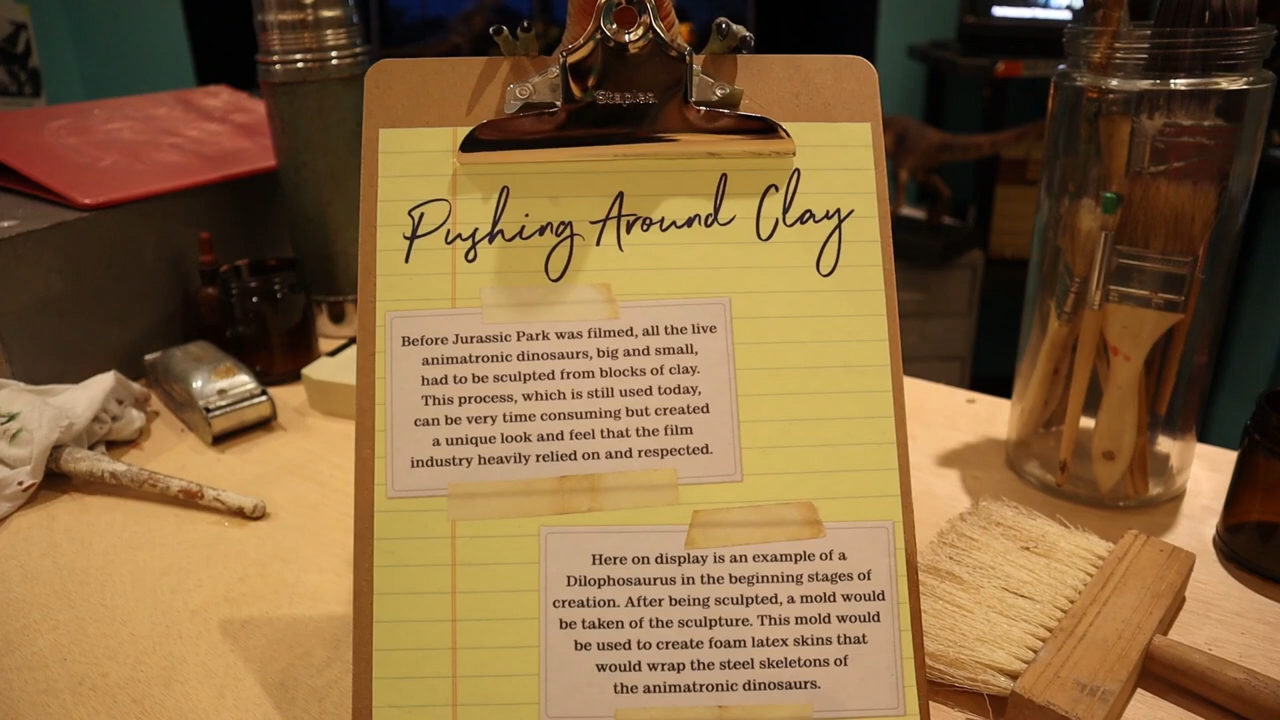 Staples
Pushing Around Clay
Before Jurassic Park was filmed, all the live
animatronic dinosaurs, big and small,
had to be sculpted from blocks of clay.
This process, which is still used today,
can be very time consuming but created
a unique look and feel that the film
industry heavily relied on and respected.
Here on display is an example of a
Dilophosaurus in the beginning stages of
creation. After being sculpted, a mold would
be taken of the sculpture. This mold would
be used to create foam latex skins that
would wrap the steel skeletons of
the animatronic dinosaurs.